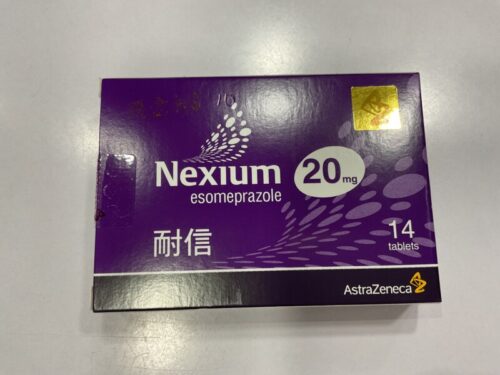 Nexium
20 mg
esomeprazole
耐信
14
tablets
AstraZeneca